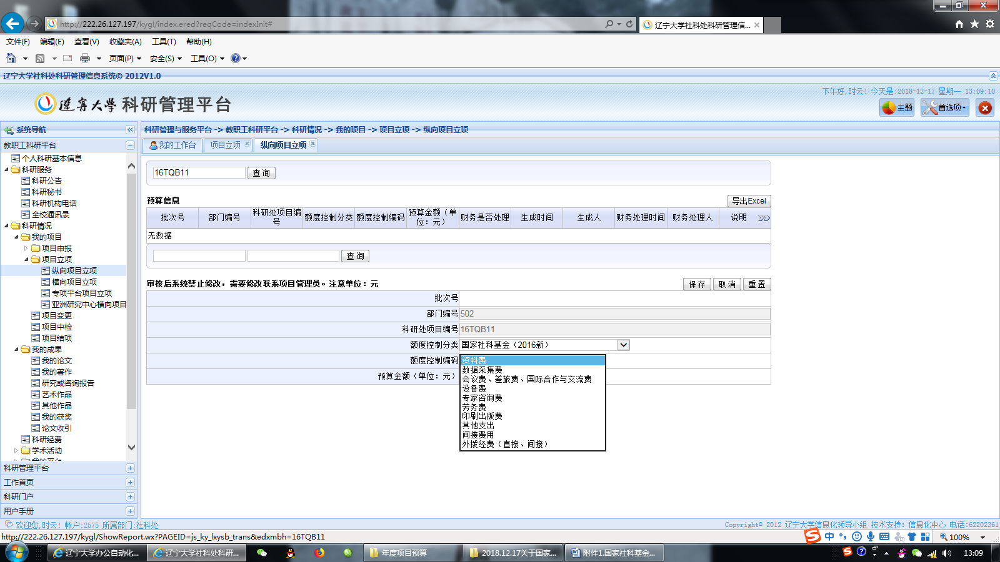 http://222.26.127.197/kygl/index.ered?reqCode=indexInit#
辽宁大学社科处科研管理信...
文件(F) 编辑(E) 查看(V) 收藏夹(A) 工具(T) 帮助(H)
页面(P) 安全(S) 工具(O)
辽宁大学社科处科研管理信息系统© 2012V1.0
下午好,时云! 今天是:2018-12-17 星期一 13:09:10
辽宁大学 科研管理平台
主题 首选项
系统导航
科研管理与服务平台 -> 教职工科研平台 -> 科研情况 -> 我的项目 -> 项目立项 -> 纵向项目立项
教职工科研平台
我的工作台 项目立项 纵向项目立项
个人科研基本信息
科研服务
科研公告
科研秘书
科研机构电话
全校通讯录
科研情况
我的项目
项目申报
项目立项
纵向项目立项
横向项目立项
专项平台项目立项
亚洲研究中心横向项目
项目变更
项目中检
项目结项
我的成果
我的论文
我的著作
研究或咨询报告
艺术作品
其他作品
我的获奖
论文收引
科研经费
学术活动
我的平台
科研管理平台
工作首页
科研门户
用户手册
16TQB11 查 询
预算信息 导出Excel
批次号 部门编号 科研处项目编号 额度控制分类 额度控制编码 预算金额（单位：元） 财务是否处理 生成时间 生成人 财务处理时间 财务处理人 说明
无数据
查 询
审核后系统禁止修改，需要修改联系项目管理员。注意单位：元 保 存 取 消 重 置
批次号
部门编号 502
科研处项目编号 16TQB11
额度控制分类 国家社科基金（2016新）
额度控制编码
预算金额（单位：元）
资料费
数据采集费
会议费、差旅费、国际合作与交流费
设备费
专家咨询费
劳务费
印刷出版费
其他支出
间接费用
外拨经费（直接、间接）
欢迎您,时云! 帐户:2575 所属部门:社科处
Copyright© 2012 辽宁大学信息化领导小组 技术支持: 信息化中心 电话:62202361
http://222.26.127.197/kygl/ShowReport.wx?PAGEID=js_ky_lxysb_trans&edxmbh=16TQB11
中
100%
辽宁大学办公自动化... 辽宁大学社科处科研... 年度项目预算 2018.12.17关于国家... 附件1.国家社科基金...
13:09